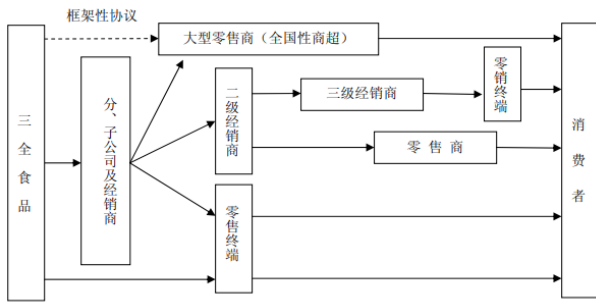 框架性协议
大型零售商（全国性商超）
三全食品
分、子公司及经销商
二级经销商
三级经销商
零销终端
零 售 商
零售终端
消费者